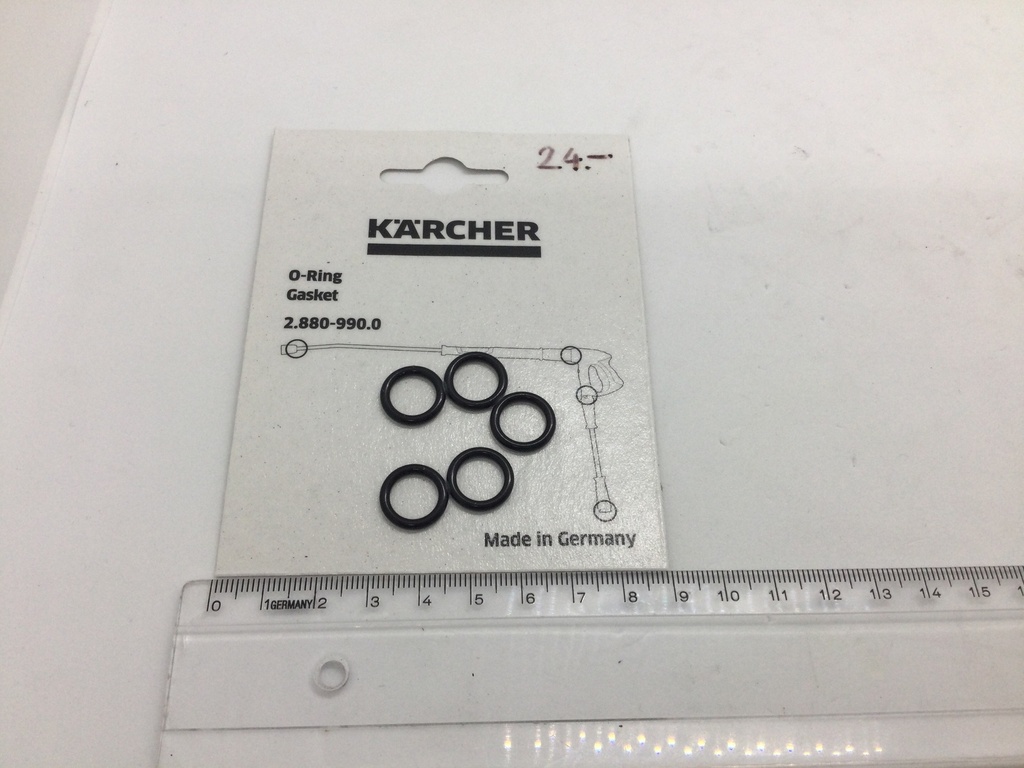 24.-
KÄRCHER
O-Ring
Gasket
2.880-990.0
Made in Germany
0 1 GERMANY 2 3 4 5 6 7 8 9 10 11 12 13 14 15